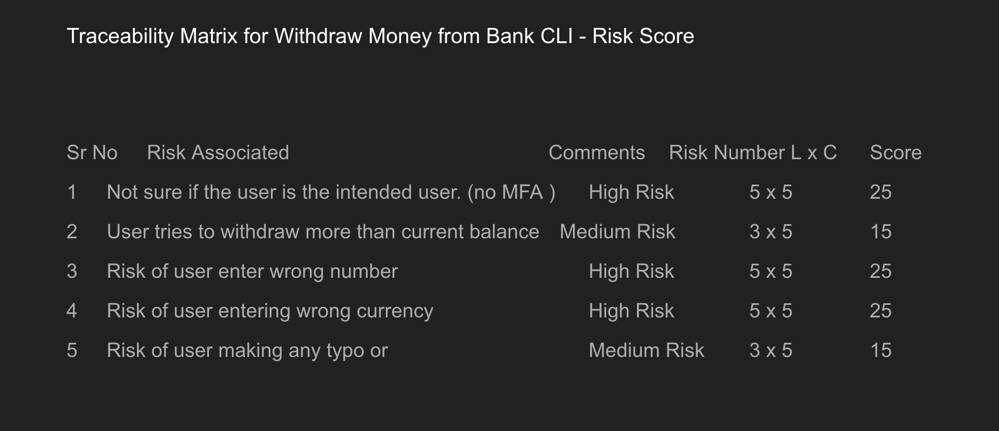 Traceability Matrix for Withdraw Money from Bank CLI - Risk Score
Sr No Risk Associated Comments Risk Number L x C Score
1 Not sure if the user is the intended user. (no MFA ) High Risk 5 x 5 25
2 User tries to withdraw more than current balance Medium Risk 3 x 5 15
3 Risk of user enter wrong number High Risk 5 x 5 25
4 Risk of user entering wrong currency High Risk 5 x 5 25
5 Risk of user making any typo or Medium Risk 3 x 5 15